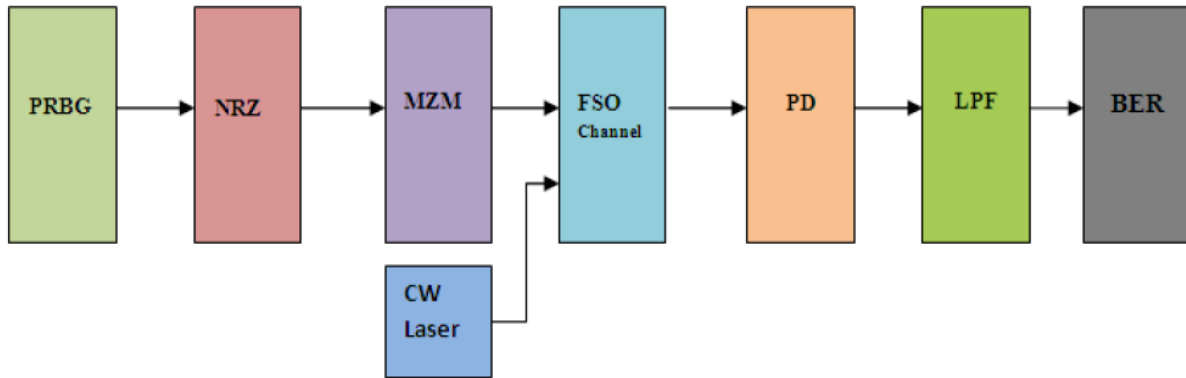 PRBG
NRZ
MZM
FSO
Channel
PD
LPF
BER
CW
Laser